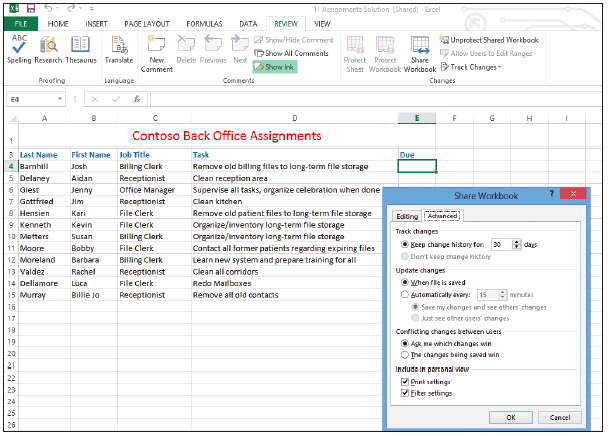 11 Assignments Solution [Shared] - Excel
FILE HOME INSERT PAGE LAYOUT FORMULAS DATA REVIEW VIEW
ABC
Spelling Research Thesaurus
Proofing
Translate
Language
New Comment
Delete Previous Next
Show/Hide Comment
Show All Comments
Show Ink
Comments
Protect Sheet
Protect Workbook
Share Workbook
Unprotect Shared Workbook
Allow Users to Edit Ranges
Track Changes
Changes
E4 fx
A B C D E F G H I
1 Contoso Back Office Assignments
3 Last Name First Name Job Title Task Due
4 Barnhill Josh Billing Clerk Remove old billing files to long-term file storage
5 Delaney Aidan Receptionist Clean reception area
6 Giest Jenny Office Manager Supervise all tasks, organize celebration when done
7 Gottfried Jim Receptionist Clean kitchen
8 Hensien Kari File Clerk Remove old patient files to long-term file storage
9 Kenneth Kevin File Clerk Organize/inventory long-term file storage
10 Metters Susan Billing Clerk Organize/inventory long-term file storage
11 Moore Bobby File Clerk Contact all former patients regarding expiring files
12 Moreland Barbara Billing Clerk Learn new system and prepare training for all
13 Valdez Rachel Receptionist Clean all corridors
14 Dellamore Luca File Clerk Redo Mailboxes
15 Murray Billie Jo Receptionist Remove all old contacts
16
17
18
19
20
21
22
23
24
25
26
Share Workbook ? x
Editing Advanced
Track changes
Keep change history for: 30 days
Don't keep change history
Update changes
When file is saved
Automatically every: 15 minutes
Save my changes and see others' changes
Just see other users' changes
Conflicting changes between users
Ask me which changes win
The changes being saved win
Include in personal view
Print settings
Filter settings
OK Cancel